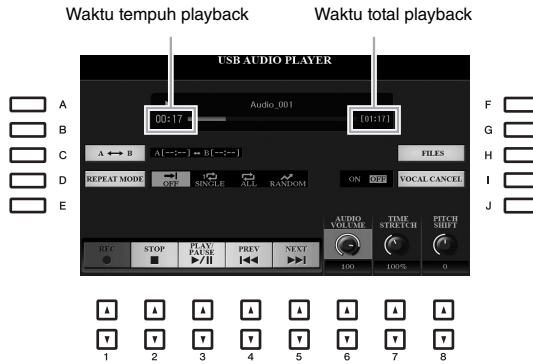 Waktu tempuh playback
Waktu total playback
USB AUDIO PLAYER
Audio_001
00:17
[01:17]
A
B
C
D
E
F
G
H
I
J
A ↔ B
A[--:--] ↔ B[--:--]
FILES
REPEAT MODE
OFF
1 SINGLE
ALL
RANDOM
ON OFF
VOCAL CANCEL
AUDIO VOLUME
TIME STRETCH
PITCH SHIFT
REC
STOP
PLAY/PAUSE
PREV
NEXT
100
100%
0
1 2 3 4 5 6 7 8